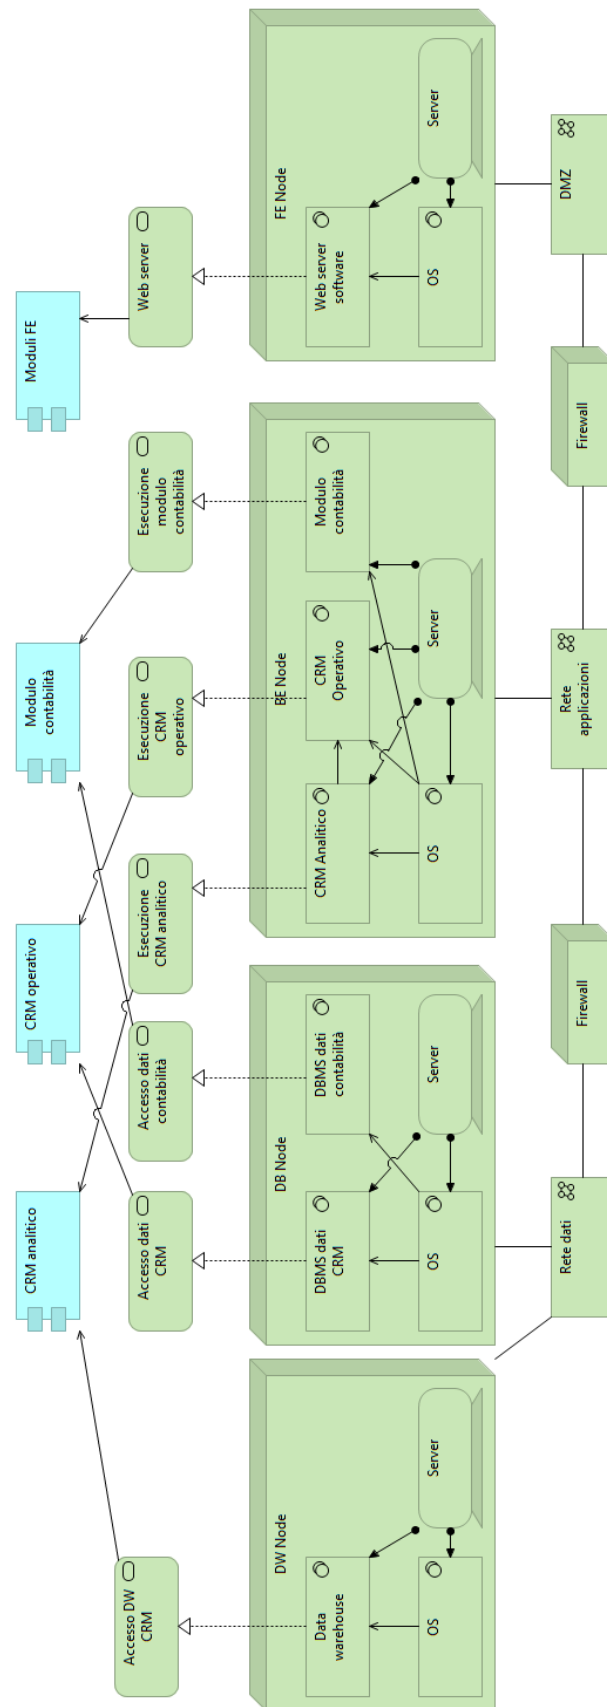 CRM analitico
CRM operativo
Modulo
contabilità
Moduli FE
Accesso DW
CRM
Accesso dati
CRM
Accesso dati
contabilità
Esecuzione
CRM analitico
Esecuzione
CRM
operativo
Esecuzione
modulo
contabilità
Web server
DW Node
Data
warehouse
OS
Server
DB Node
DBMS dati
CRM
DBMS dati
contabilità
OS
Server
BE Node
CRM Analitico
CRM
Operativo
Modulo
contabilità
OS
Server
FE Node
Web server
software
OS
Server
Rete dati
Firewall
Rete
applicazioni
Firewall
DMZ